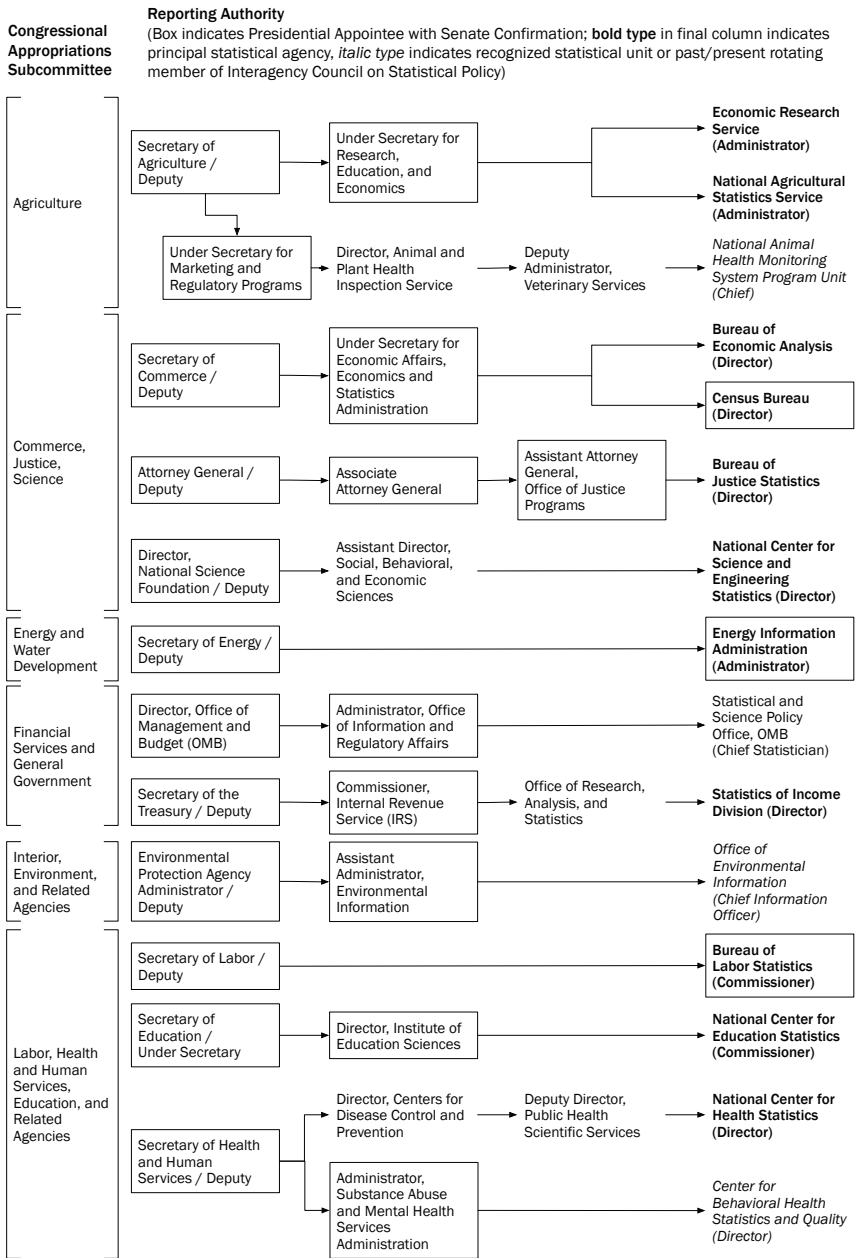 Congressional
Appropriations
Subcommittee
Reporting Authority
(Box indicates Presidential Appointee with Senate Confirmation; bold type in final column indicates
principal statistical agency, italic type indicates recognized statistical unit or past/present rotating
member of Interagency Council on Statistical Policy)
Agriculture
Secretary of
Agriculture /
Deputy
Under Secretary for
Research,
Education, and
Economics
Economic Research
Service
(Administrator)
National Agricultural
Statistics Service
(Administrator)
Under Secretary for
Marketing and
Regulatory Programs
Director, Animal and
Plant Health
Inspection Service
Deputy
Administrator,
Veterinary Services
National Animal
Health Monitoring
System Program Unit
(Chief)
Commerce,
Justice,
Science
Secretary of
Commerce /
Deputy
Under Secretary for
Economic Affairs,
Economics and
Statistics
Administration
Bureau of
Economic Analysis
(Director)
Census Bureau
(Director)
Attorney General /
Deputy
Associate
Attorney General
Assistant Attorney
General,
Office of Justice
Programs
Bureau of
Justice Statistics
(Director)
Director,
National Science
Foundation / Deputy
Assistant Director,
Social, Behavioral,
and Economic
Sciences
National Center for
Science and
Engineering
Statistics (Director)
Energy and
Water
Development
Secretary of Energy /
Deputy
Energy Information
Administration
(Administrator)
Financial
Services and
General
Government
Director, Office of
Management and
Budget (OMB)
Administrator, Office
of Information and
Regulatory Affairs
Statistical and
Science Policy
Office, OMB
(Chief Statistician)
Secretary of the
Treasury / Deputy
Commissioner,
Internal Revenue
Service (IRS)
Office of Research,
Analysis, and
Statistics
Statistics of Income
Division (Director)
Interior,
Environment,
and Related
Agencies
Environmental
Protection Agency
Administrator /
Deputy
Assistant
Administrator,
Environmental
Information
Office of
Environmental
Information
(Chief Information
Officer)
Labor, Health
and Human
Services,
Education, and
Related
Agencies
Secretary of Labor /
Deputy
Bureau of
Labor Statistics
(Commissioner)
Secretary of
Education /
Under Secretary
Director, Institute of
Education Sciences
National Center for
Education Statistics
(Commissioner)
Secretary of Health
and Human
Services / Deputy
Director, Centers for
Disease Control and
Prevention
Deputy Director,
Public Health
Scientific Services
National Center for
Health Statistics
(Director)
Administrator,
Substance Abuse
and Mental Health
Services
Administration
Center for
Behavioral Health
Statistics and Quality
(Director)